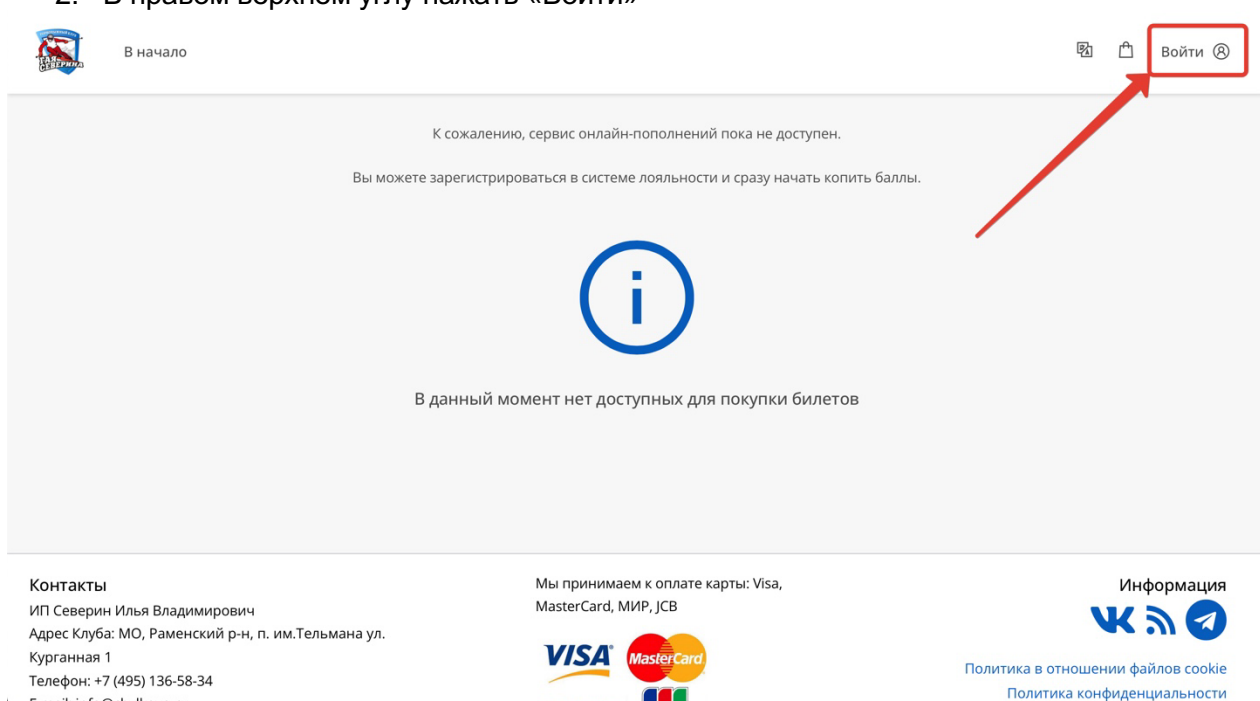 2. В правом верхнем углу нажать «Войти»
ГАЯ СЕВЕРИНА
В начало
Войти
К сожалению, сервис онлайн-пополнений пока не доступен.
Вы можете зарегистрироваться в системе лояльности и сразу начать копить баллы.
i
В данный момент нет доступных для покупки билетов
Контакты
ИП Северин Илья Владимирович
Адрес Клуба: МО, Раменский р-н, п. им.Тельмана ул.
Курганная 1
Телефон: +7 (495) 136-58-34
Мы принимаем к оплате карты: Visa,
MasterCard, МИР, JCB
VISA MasterCard
Информация
Политика в отношении файлов cookie
Политика конфиденциальности